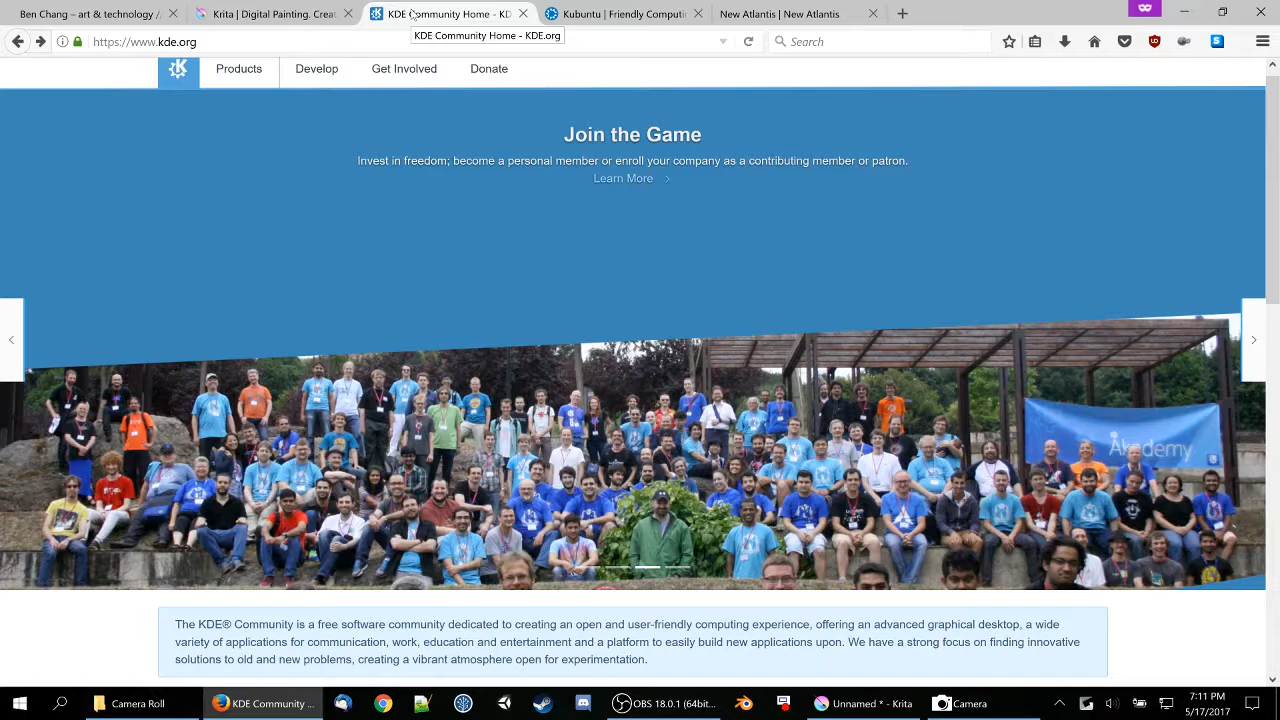 Ben Chang – art & technology /
Krita | Digital Painting. Creat
KDE Community Home - KD
Kubuntu | Friendly Computi
New Atlantis | New Atlantis
KDE Community Home - KDE.org
https://www.kde.org
Search
Products
Develop
Get Involved
Donate
Join the Game
Invest in freedom; become a personal member or enroll your company as a contributing member or patron.
Learn More
Akademy
The KDE® Community is a free software community dedicated to creating an open and user-friendly computing experience, offering an advanced graphical desktop, a wide
variety of applications for communication, work, education and entertainment and a platform to easily build new applications upon. We have a strong focus on finding innovative
solutions to old and new problems, creating a vibrant atmosphere open for experimentation.
Camera Roll
KDE Community ...
OBS 18.0.1 (64bit...
Unnamed * - Krita
Camera
7:11 PM
5/17/2017